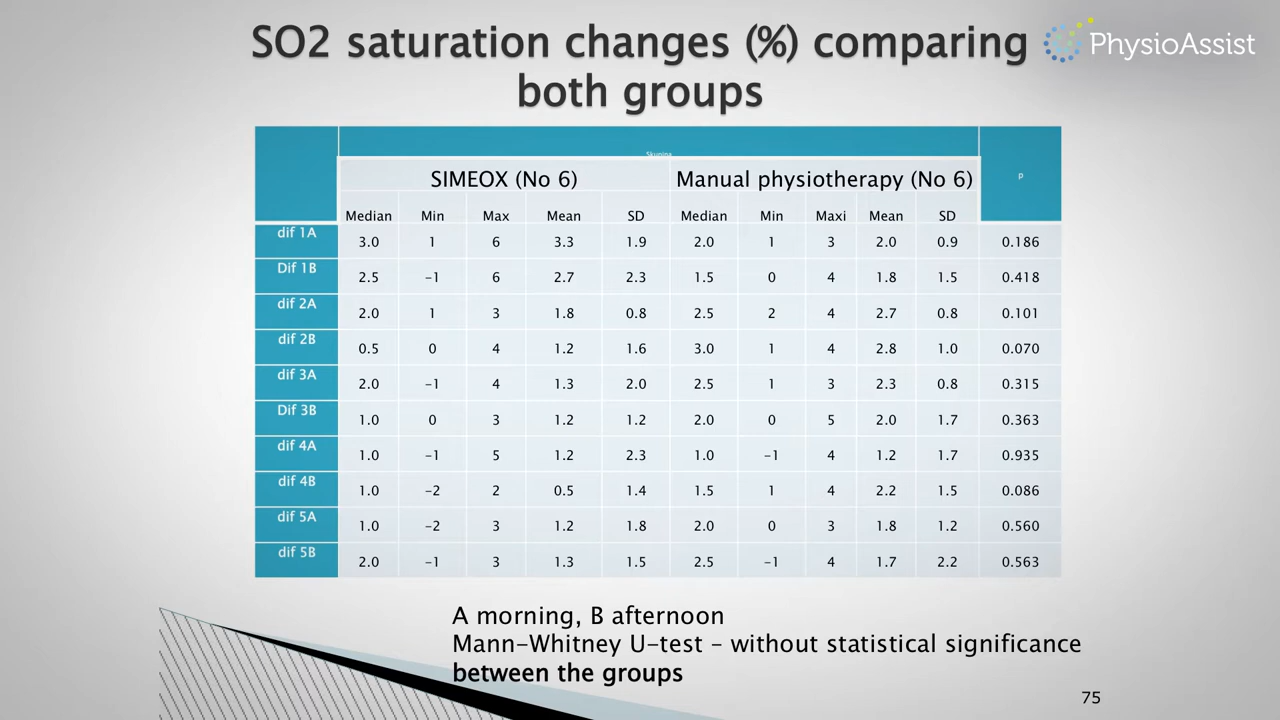 SO2 saturation changes (%) comparing
both groups
PhysioAssist
Skupina
SIMEOX (No 6) Manual physiotherapy (No 6) p
Median Min Max Mean SD Median Min Maxi Mean SD
dif 1A 3.0 1 6 3.3 1.9 2.0 1 3 2.0 0.9 0.186
Dif 1B 2.5 −1 6 2.7 2.3 1.5 0 4 1.8 1.5 0.418
dif 2A 2.0 1 3 1.8 0.8 2.5 2 4 2.7 0.8 0.101
dif 2B 0.5 0 4 1.2 1.6 3.0 1 4 2.8 1.0 0.070
dif 3A 2.0 −1 4 1.3 2.0 2.5 1 3 2.3 0.8 0.315
Dif 3B 1.0 0 3 1.2 1.2 2.0 0 5 2.0 1.7 0.363
dif 4A 1.0 −1 5 1.2 2.3 1.0 −1 4 1.2 1.7 0.935
dif 4B 1.0 −2 2 0.5 1.4 1.5 1 4 2.2 1.5 0.086
dif 5A 1.0 −2 3 1.2 1.8 2.0 0 3 1.8 1.2 0.560
dif 5B 2.0 −1 3 1.3 1.5 2.5 −1 4 1.7 2.2 0.563
A morning, B afternoon
Mann-Whitney U-test – without statistical significance
between the groups
75